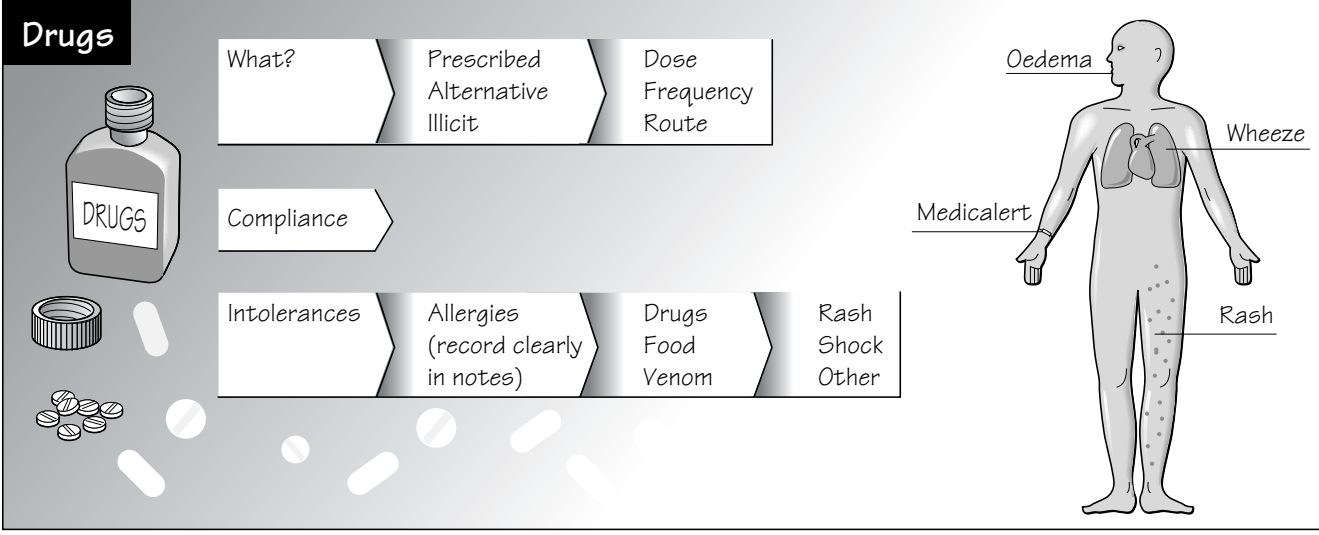 Drugs
DRUGS
What?
Prescribed
Alternative
Illicit
Dose
Frequency
Route
Compliance
Intolerances
Allergies
(record clearly
in notes)
Drugs
Food
Venom
Rash
Shock
Other
Oedema
Wheeze
Medicalert
Rash